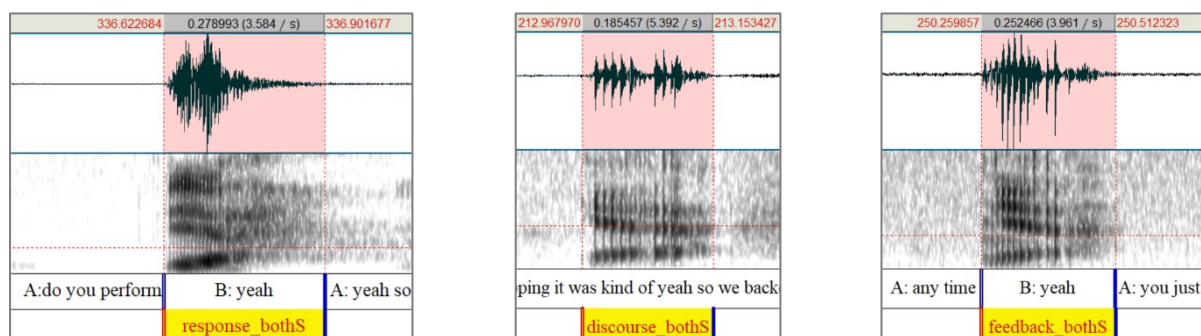 336.622684 0.278993 (3.584 / s) 336.901677
A:do you perform B: yeah A: yeah so
response_bothS
212.967970 0.185457 (5.392 / s) 213.153427
ping it was kind of yeah so we back
discourse_bothS
250.259857 0.252466 (3.961 / s) 250.512323
A: any time B: yeah A: you just
feedback_bothS